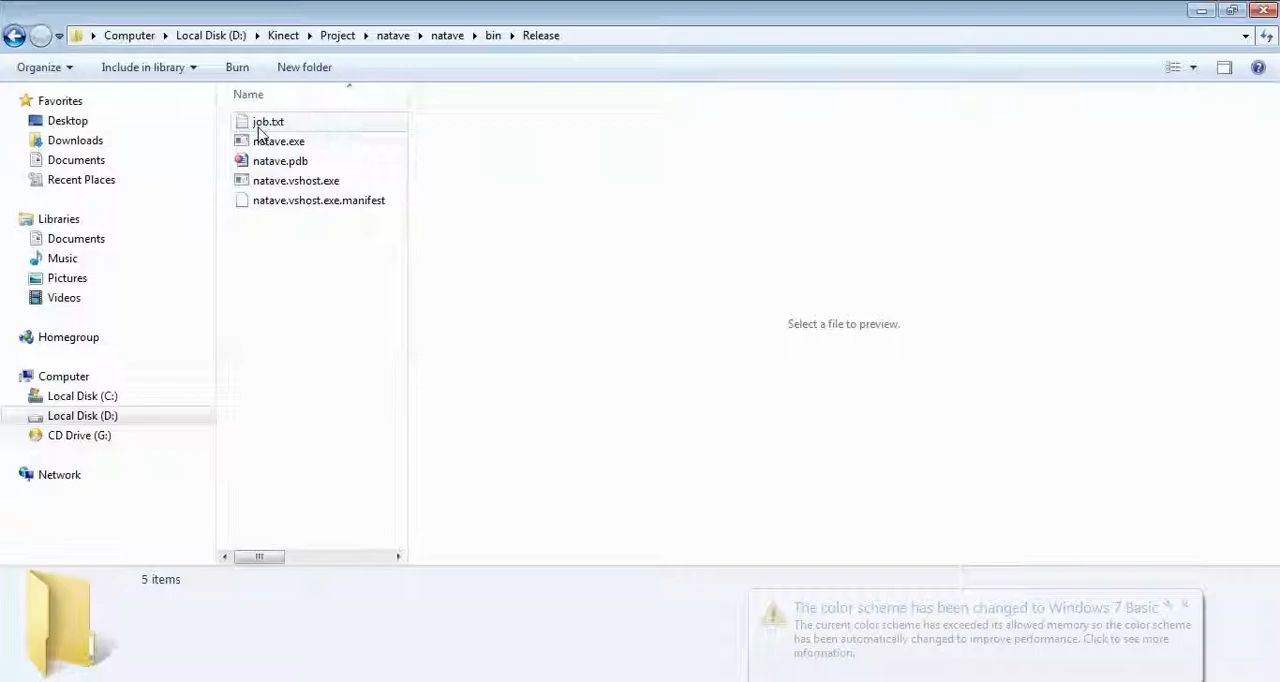 Computer Local Disk (D:) Kinect Project natave natave bin Release
Organize Include in library Burn New folder
Favorites
Desktop
Downloads
Documents
Recent Places
Libraries
Documents
Music
Pictures
Videos
Homegroup
Computer
Local Disk (C:)
Local Disk (D:)
CD Drive (G:)
Network
Name
job.txt
natave.exe
natave.pdb
natave.vshost.exe
natave.vshost.exe.manifest
Select a file to preview.
5 items
The color scheme has been changed to Windows 7 Basic
The current color scheme has exceeded its allowed memory so the color scheme
has been automatically changed to improve performance. Click to see more
information.